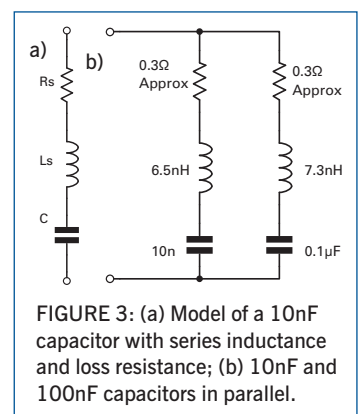 a)
b)
Rs
Ls
C
0.3Ω
Approx
6.5nH
10n
0.3Ω
Approx
7.3nH
0.1µF
FIGURE 3: (a) Model of a 10nF
capacitor with series inductance
and loss resistance; (b) 10nF and
100nF capacitors in parallel.